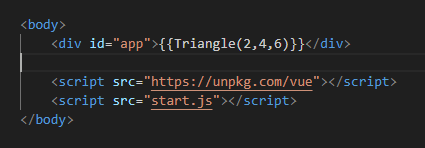 <body>
<div id="app">{{Triangle(2,4,6)}}</div>
<script src="https://unpkg.com/vue"></script>
<script src="start.js"></script>
</body>